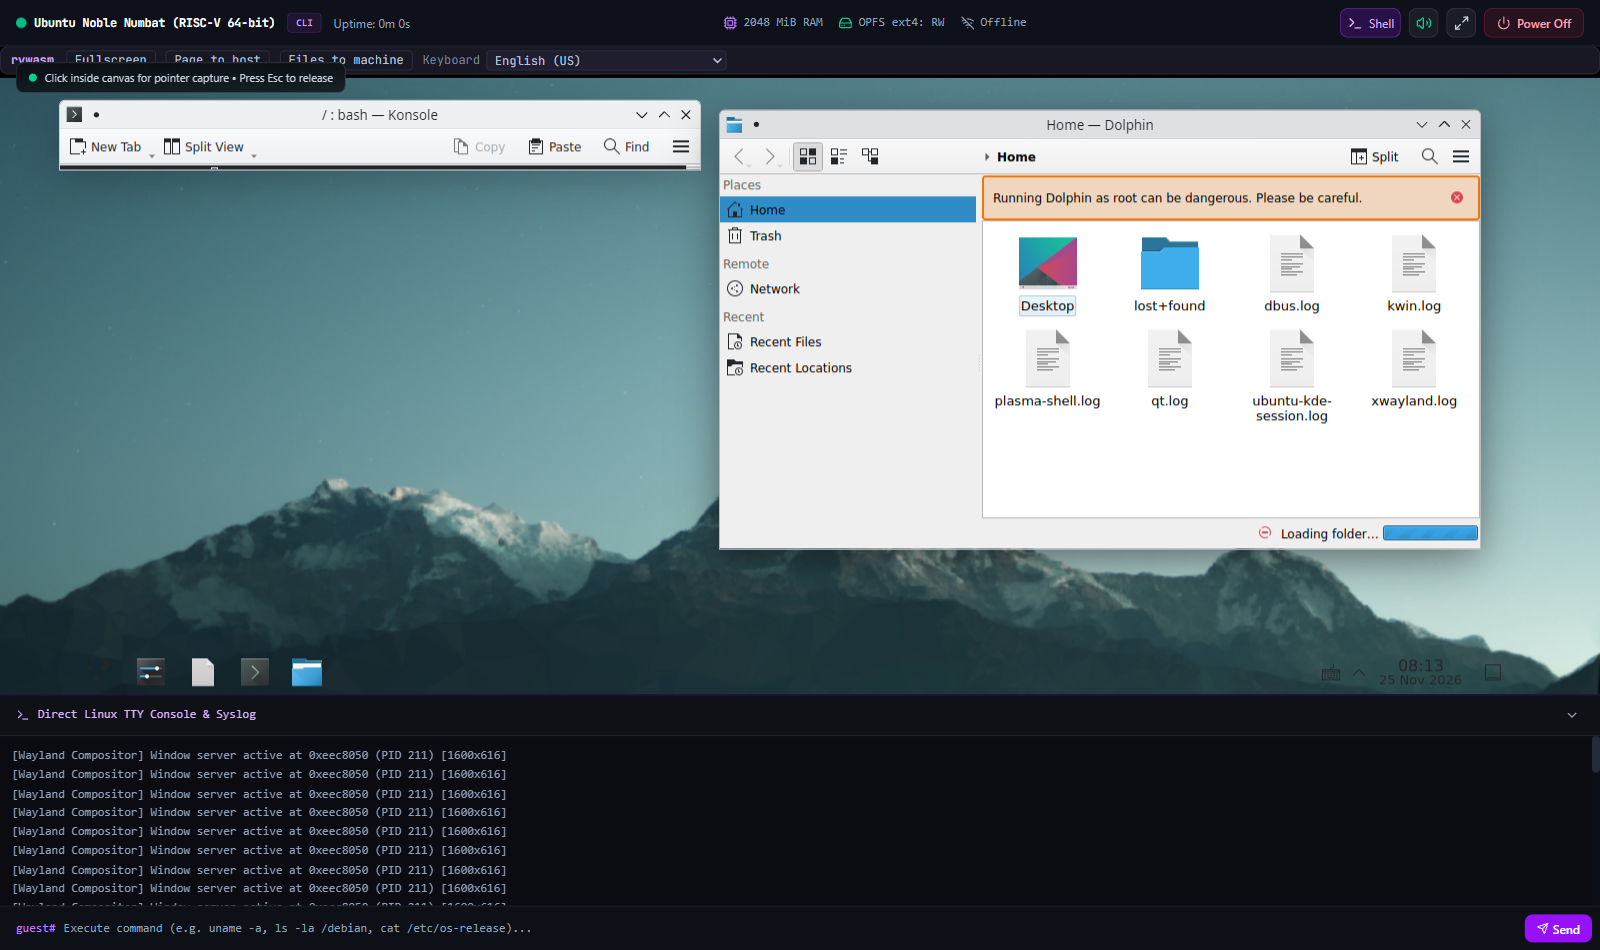 Ubuntu Noble Numbat (RISC-V 64-bit) CLI Uptime: 0m 0s 2048 MiB RAM OPFS ext4: RW Offline Shell Power Off
rvwasm Fullscreen Page to host Files to machine Keyboard English (US)
Click inside canvas for pointer capture • Press Esc to release
/ : bash — Konsole
New Tab Split View Copy Paste Find
Home — Dolphin
Home Split
Places
Home
Trash
Remote
Network
Recent
Recent Files
Recent Locations
Running Dolphin as root can be dangerous. Please be careful.
Desktop lost+found dbus.log kwin.log
plasma-shell.log qt.log ubuntu-kde-session.log xwayland.log
Loading folder...
08:13
25 Nov 2026
Direct Linux TTY Console & Syslog
[Wayland Compositor] Window server active at 0xeec8050 (PID 211) [1600x616]
[Wayland Compositor] Window server active at 0xeec8050 (PID 211) [1600x616]
[Wayland Compositor] Window server active at 0xeec8050 (PID 211) [1600x616]
[Wayland Compositor] Window server active at 0xeec8050 (PID 211) [1600x616]
[Wayland Compositor] Window server active at 0xeec8050 (PID 211) [1600x616]
[Wayland Compositor] Window server active at 0xeec8050 (PID 211) [1600x616]
[Wayland Compositor] Window server active at 0xeec8050 (PID 211) [1600x616]
[Wayland Compositor] Window server active at 0xeec8050 (PID 211) [1600x616]
guest# Execute command (e.g. uname -a, ls -la /debian, cat /etc/os-release)... Send